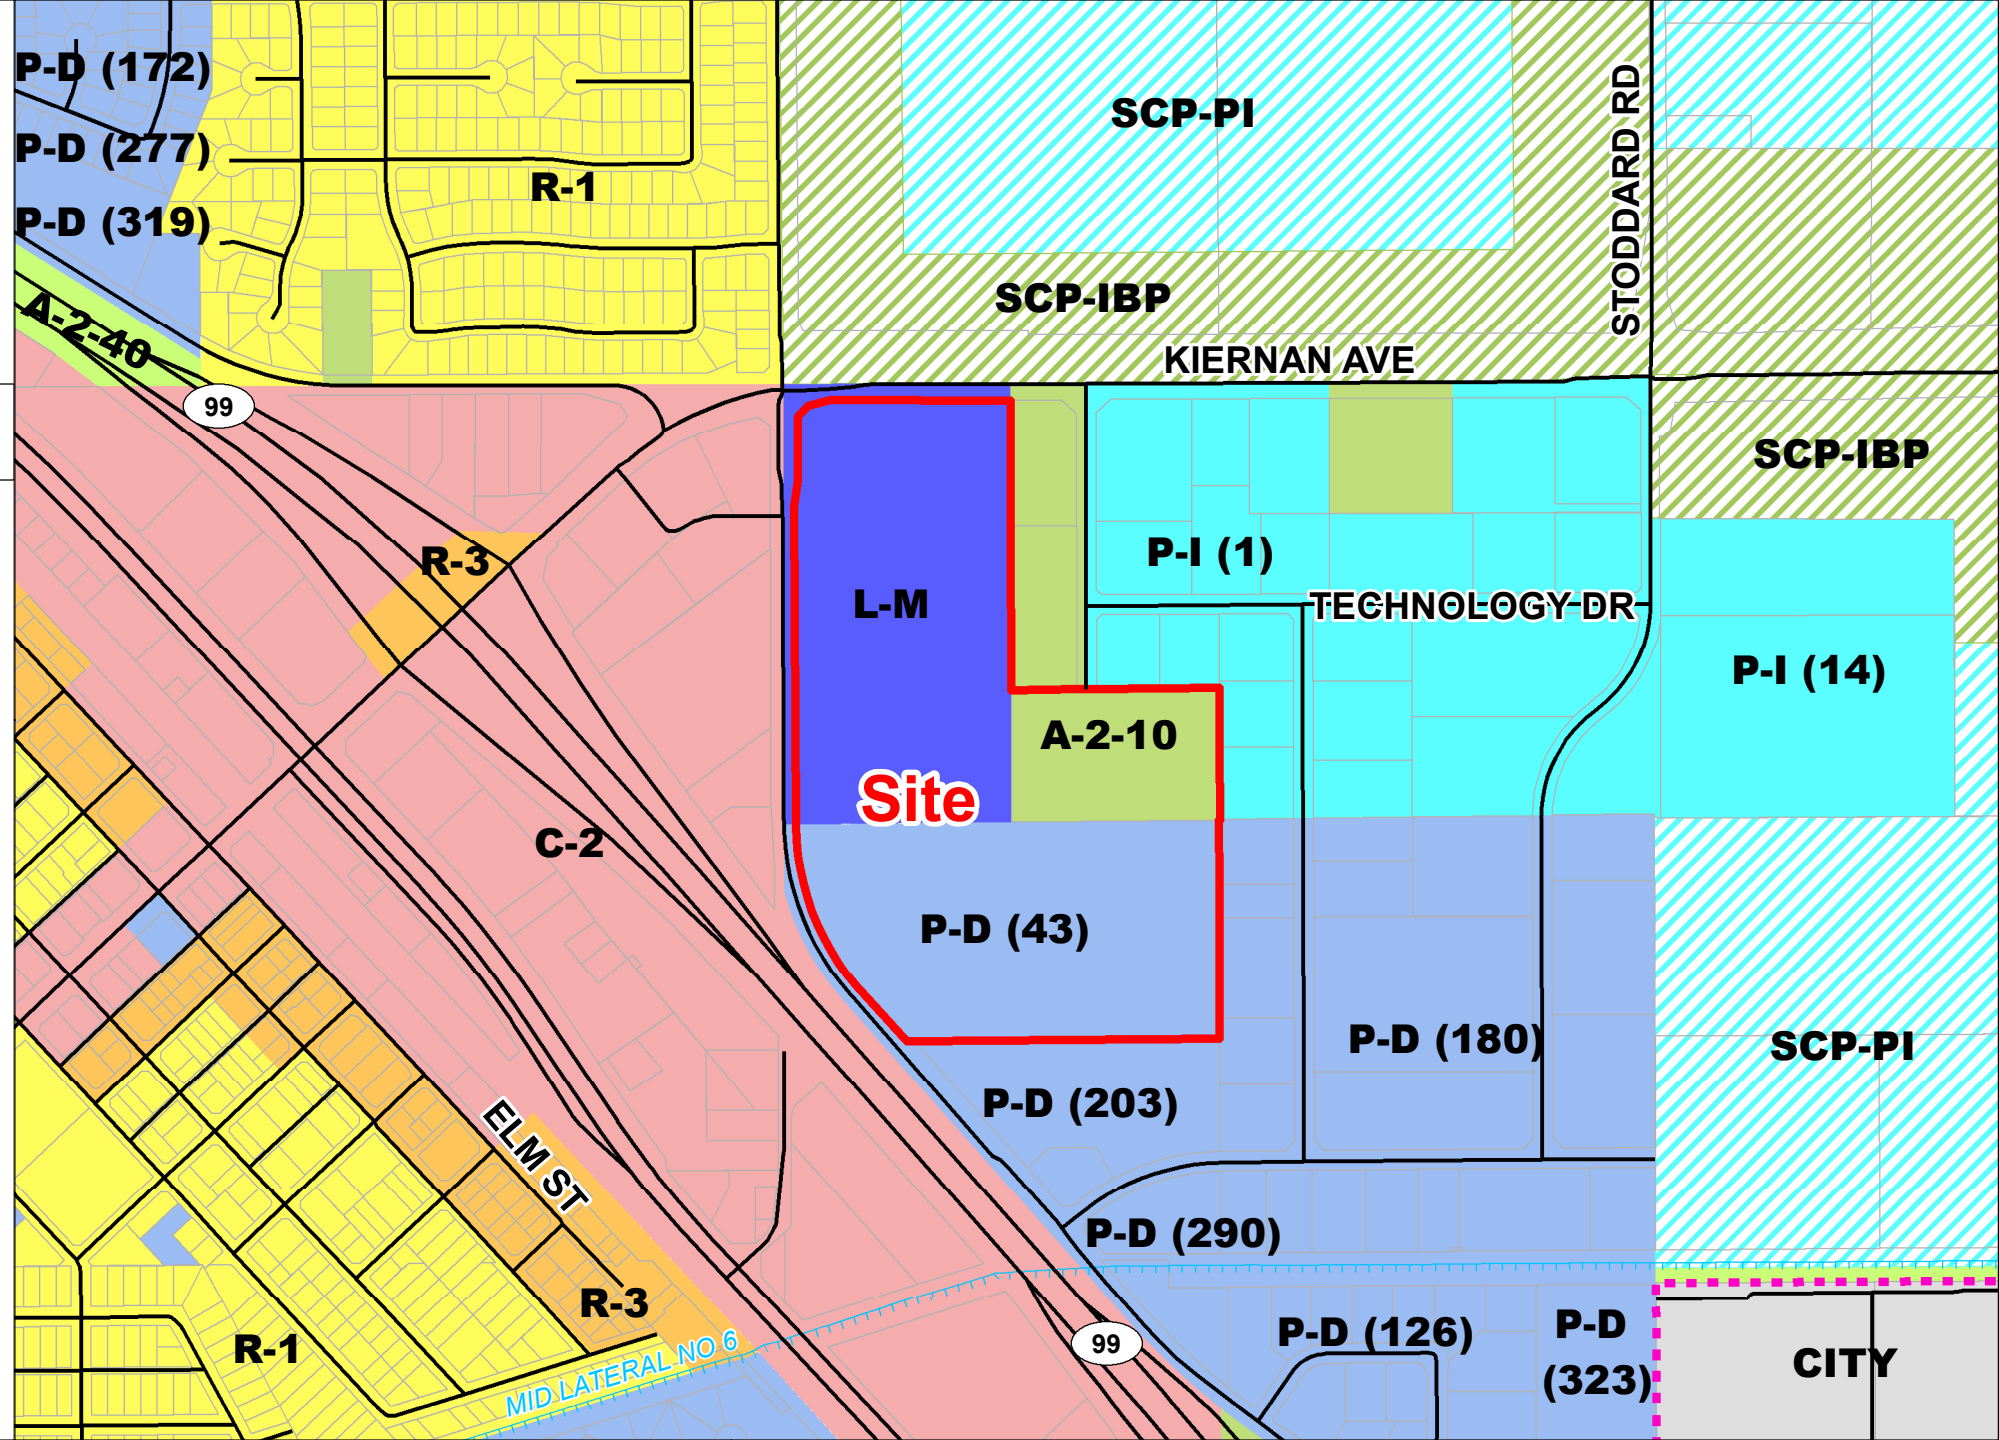 P-D (172)
SCP-PI
STODDARD RD
P-D (277)
R-1
P-D (319)
SCP-IBP
A-2-40
KIERNAN AVE
99
SCP-IBP
R-3
P-I (1)
L-M
TECHNOLOGY DR
P-I (14)
A-2-10
Site
C-2
P-D (43)
P-D (180)
SCP-PI
P-D (203)
ELM ST
P-D (290)
R-3
P-D (126)
P-D
(323)
99
R-1
CITY
MID LATERAL NO 6